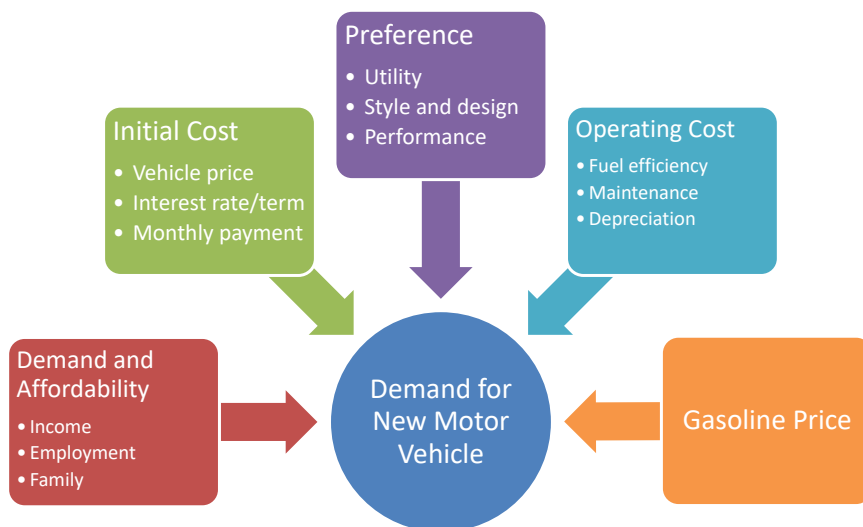 Preference
• Utility
• Style and design
• Performance
Initial Cost
• Vehicle price
• Interest rate/term
• Monthly payment
Operating Cost
• Fuel efficiency
• Maintenance
• Depreciation
Demand and
Affordability
• Income
• Employment
• Family
Demand for
New Motor
Vehicle
Gasoline Price